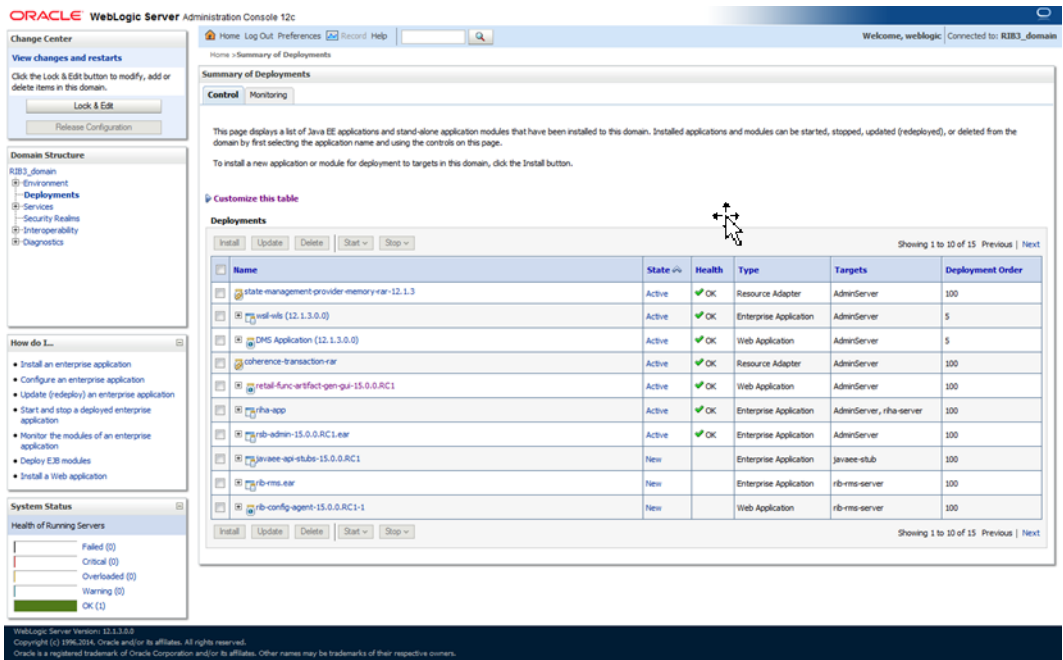 ORACLE WebLogic Server Administration Console 12c
Change Center
View changes and restarts
Click the Lock & Edit button to modify, add or
delete items in this domain.
Lock & Edit
Release Configuration
Domain Structure
RIB3_domain
Environment
Deployments
Services
Security Realms
Interoperability
Diagnostics
How do I...
Install an enterprise application
Configure an enterprise application
Update (redeploy) an enterprise application
Start and stop a deployed enterprise
application
Monitor the modules of an enterprise
application
Deploy EJB modules
Install a Web application
System Status
Health of Running Servers
Failed (0)
Critical (0)
Overloaded (0)
Warning (0)
OK (1)
Home Log Out Preferences Record Help
Welcome, weblogic Connected to: RIB3_domain
Home >Summary of Deployments
Summary of Deployments
Control Monitoring
This page displays a list of Java EE applications and stand-alone application modules that have been installed to this domain. Installed applications and modules can be started, stopped, updated (redeployed), or deleted from the
domain by first selecting the application name and using the controls on this page.
To install a new application or module for deployment to targets in this domain, click the Install button.
Customize this table
Deployments
Install Update Delete Start Stop Showing 1 to 10 of 15 Previous | Next
Name State Health Type Targets Deployment Order
state-management-provider-memory-rar-12.1.3 Active OK Resource Adapter AdminServer 100
wsil-wls (12.1.3.0.0) Active OK Enterprise Application AdminServer 5
DMS Application (12.1.3.0.0) Active OK Web Application AdminServer 5
coherence-transaction-rar Active OK Resource Adapter AdminServer 100
retail-func-artifact-gen-gui-15.0.0.RC1 Active OK Web Application AdminServer 100
riha-app Active OK Enterprise Application AdminServer, riha-server 100
rsb-admin-15.0.0.RC1.ear Active OK Enterprise Application AdminServer 100
javaee-api-stubs-15.0.0.RC1 New Enterprise Application javaee-stub 100
rib-rms.ear New Enterprise Application rib-rms-server 100
rib-config-agent-15.0.0.RC1-1 New Web Application rib-rms-server 100
Install Update Delete Start Stop Showing 1 to 10 of 15 Previous | Next
WebLogic Server Version: 12.1.3.0.0
Copyright (c) 1996,2014, Oracle and/or its affiliates. All rights reserved.
Oracle is a registered trademark of Oracle Corporation and/or its affiliates. Other names may be trademarks of their respective owners.